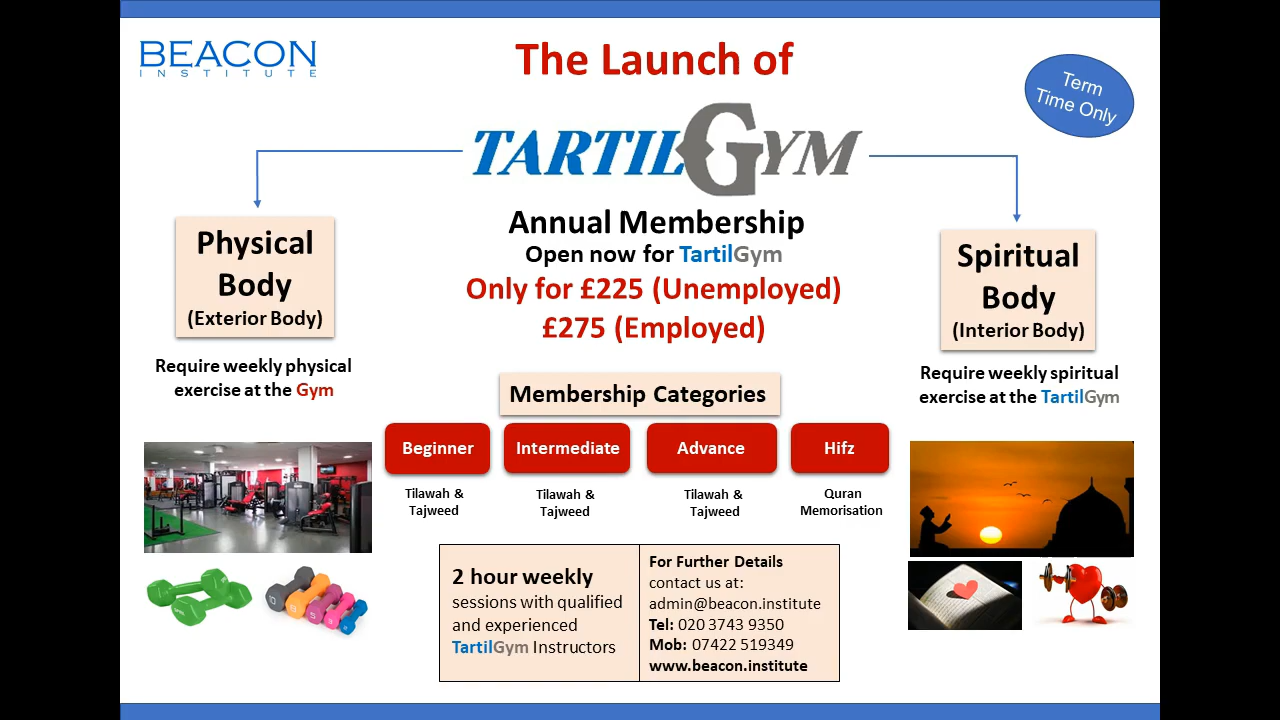 BEACON
INSTITUTE
The Launch of
Term
Time Only
TARTILGYM
Annual Membership
Open now for TartilGym
Only for £225 (Unemployed)
£275 (Employed)
Physical
Body
(Exterior Body)
Require weekly physical
exercise at the Gym
Spiritual
Body
(Interior Body)
Require weekly spiritual
exercise at the TartilGym
Membership Categories
Beginner
Intermediate
Advance
Hifz
Tilawah &
Tajweed
Tilawah &
Tajweed
Tilawah &
Tajweed
Quran
Memorisation
2 hour weekly
sessions with qualified
and experienced
TartilGym Instructors
For Further Details
contact us at:
admin@beacon.institute
Tel: 020 3743 9350
Mob: 07422 519349
www.beacon.institute